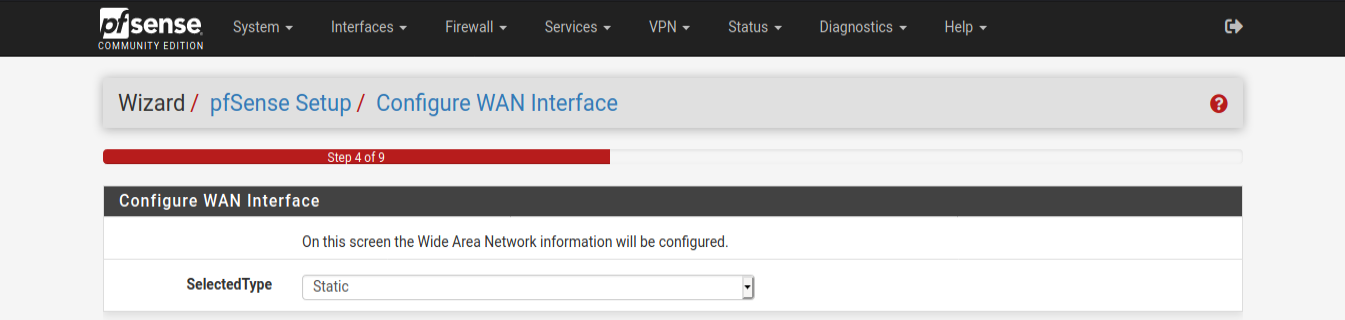 pfsense
COMMUNITY EDITION
System Interfaces Firewall Services VPN Status Diagnostics Help
Wizard / pfSense Setup / Configure WAN Interface
Step 4 of 9
Configure WAN Interface
On this screen the Wide Area Network information will be configured.
SelectedType Static